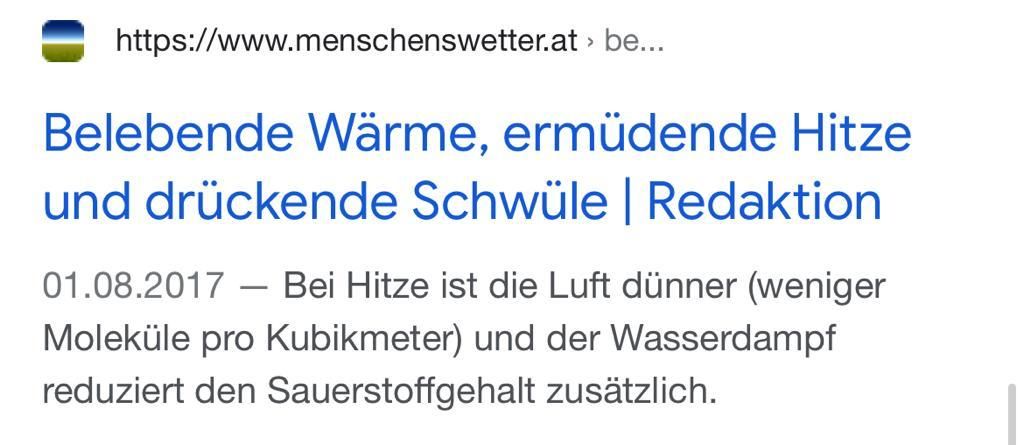 https://www.menschenswetter.at › be...
Belebende Wärme, ermüdende Hitze
und drückende Schwüle | Redaktion
01.08.2017 — Bei Hitze ist die Luft dünner (weniger
Moleküle pro Kubikmeter) und der Wasserdampf
reduziert den Sauerstoffgehalt zusätzlich.